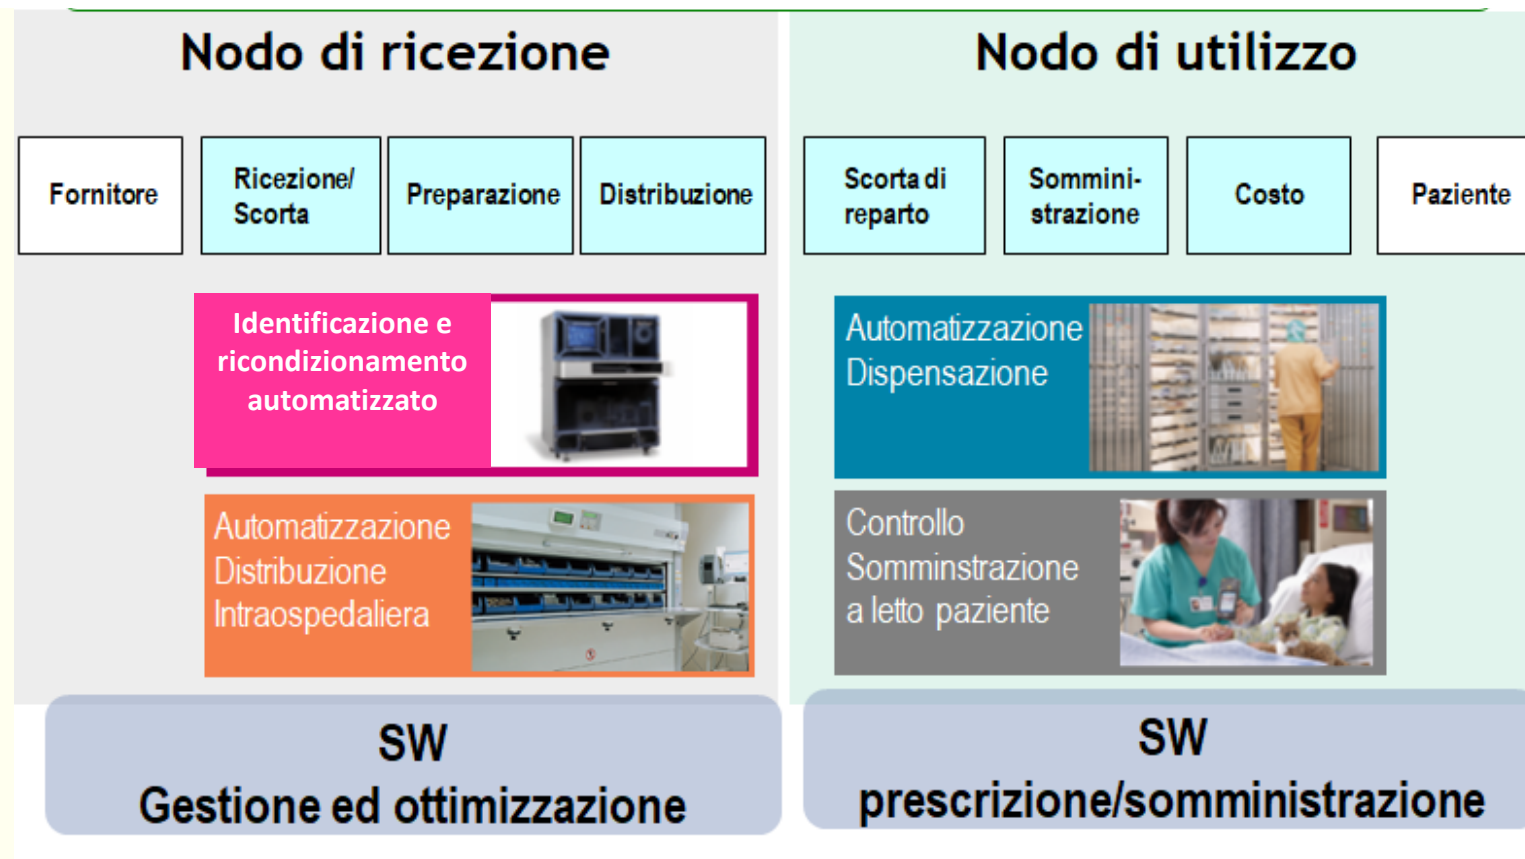 Nodo di ricezione
Nodo di utilizzo
Fornitore
Ricezione/
Scorta
Preparazione
Distribuzione
Scorta di
reparto
Sommini-
strazione
Costo
Paziente
Identificazione e
ricondizionamento
automatizzato
Automatizzazione
Dispensazione
Automatizzazione
Distribuzione
Intraospedaliera
Controllo
Somminstrazione
a letto paziente
SW
Gestione ed ottimizzazione
SW
prescrizione/somministrazione